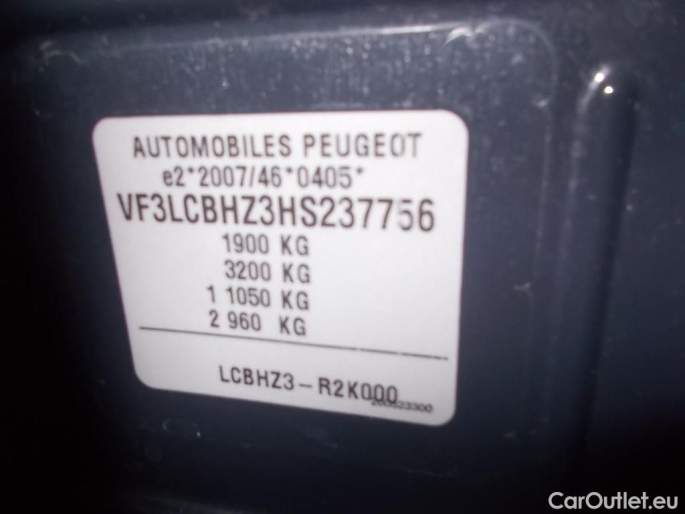 AUTOMOBILES PEUGEOT
e2*2007/46*0405*
VF3LCBHZ3HS237756
1900 KG
3200 KG
1 1050 KG
2 960 KG
LCBHZ3-R2K000
CarOutlet.eu